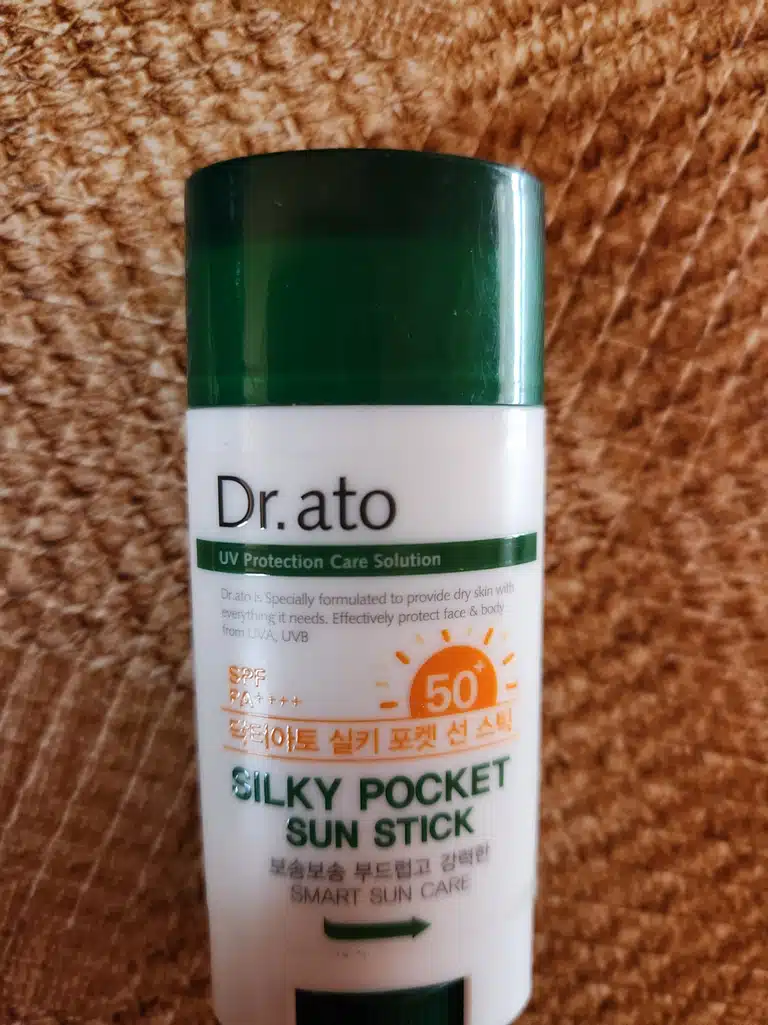 Dr.ato
UV Protection Care Solution
Dr.ato is Specially formulated to provide dry skin with
everything it needs. Effectively protect face & body
from UVA, UVB
SPF
PA++++
50+
닥터아토 실키 포켓 선 스틱
SILKY POCKET
SUN STICK
보송보송 부드럽고 강력한
SMART SUN CARE